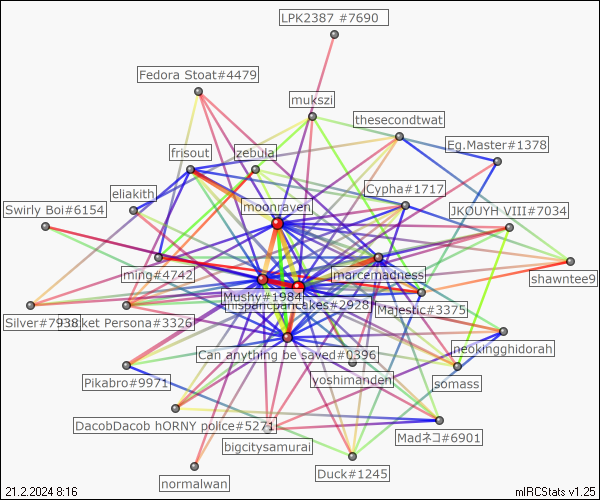 LPK2387 #7690
Fedora Stoat#4479
mukszi
thesecondtwat
Eg.Master#1378
frisout
zebula
Cypha#1717
eliakith
moonraven
JKOUYH VIII#7034
Swirly Boi#6154
ming#4742
marcemadness
shawntee9
Mushy#1984
hispanicpancakes#2928
Majestic#3375
Silver#7938
ket Persona#3326
neokingghidorah
Can anything be saved#0396
Pikabro#9971
yoshimanden
somass
DacobDacob hORNY police#5271
Madネコ#6901
bigcitysamurai
Duck#1245
normalwan
21.2.2024 8:16
mIRCStats v1.25